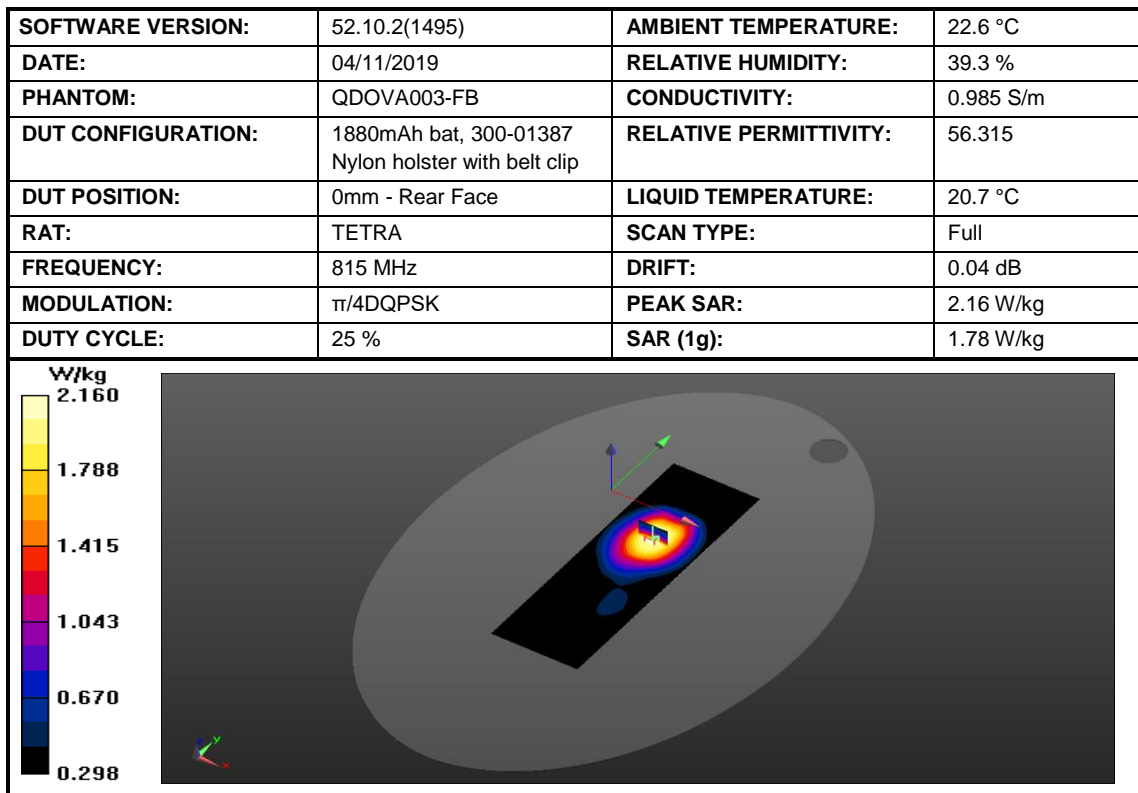 SOFTWARE VERSION: 52.10.2(1495) AMBIENT TEMPERATURE: 22.6 °C
DATE: 04/11/2019 RELATIVE HUMIDITY: 39.3 %
PHANTOM: QDOVA003-FB CONDUCTIVITY: 0.985 S/m
DUT CONFIGURATION: 1880mAh bat, 300-01387 RELATIVE PERMITTIVITY: 56.315
Nylon holster with belt clip
DUT POSITION: 0mm - Rear Face LIQUID TEMPERATURE: 20.7 °C
RAT: TETRA SCAN TYPE: Full
FREQUENCY: 815 MHz DRIFT: 0.04 dB
MODULATION: π/4DQPSK PEAK SAR: 2.16 W/kg
DUTY CYCLE: 25 % SAR (1g): 1.78 W/kg
W/kg
2.160
1.788
1.415
1.043
0.670
0.298
z y
x